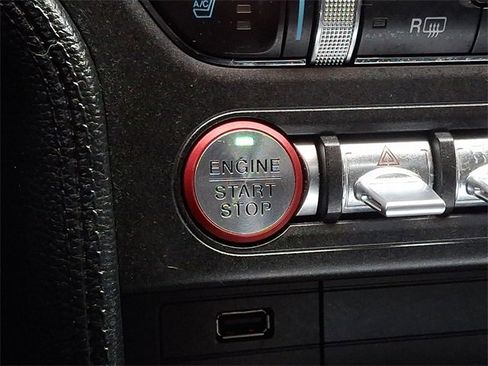 A/C
R
ENGINE
START
STOP